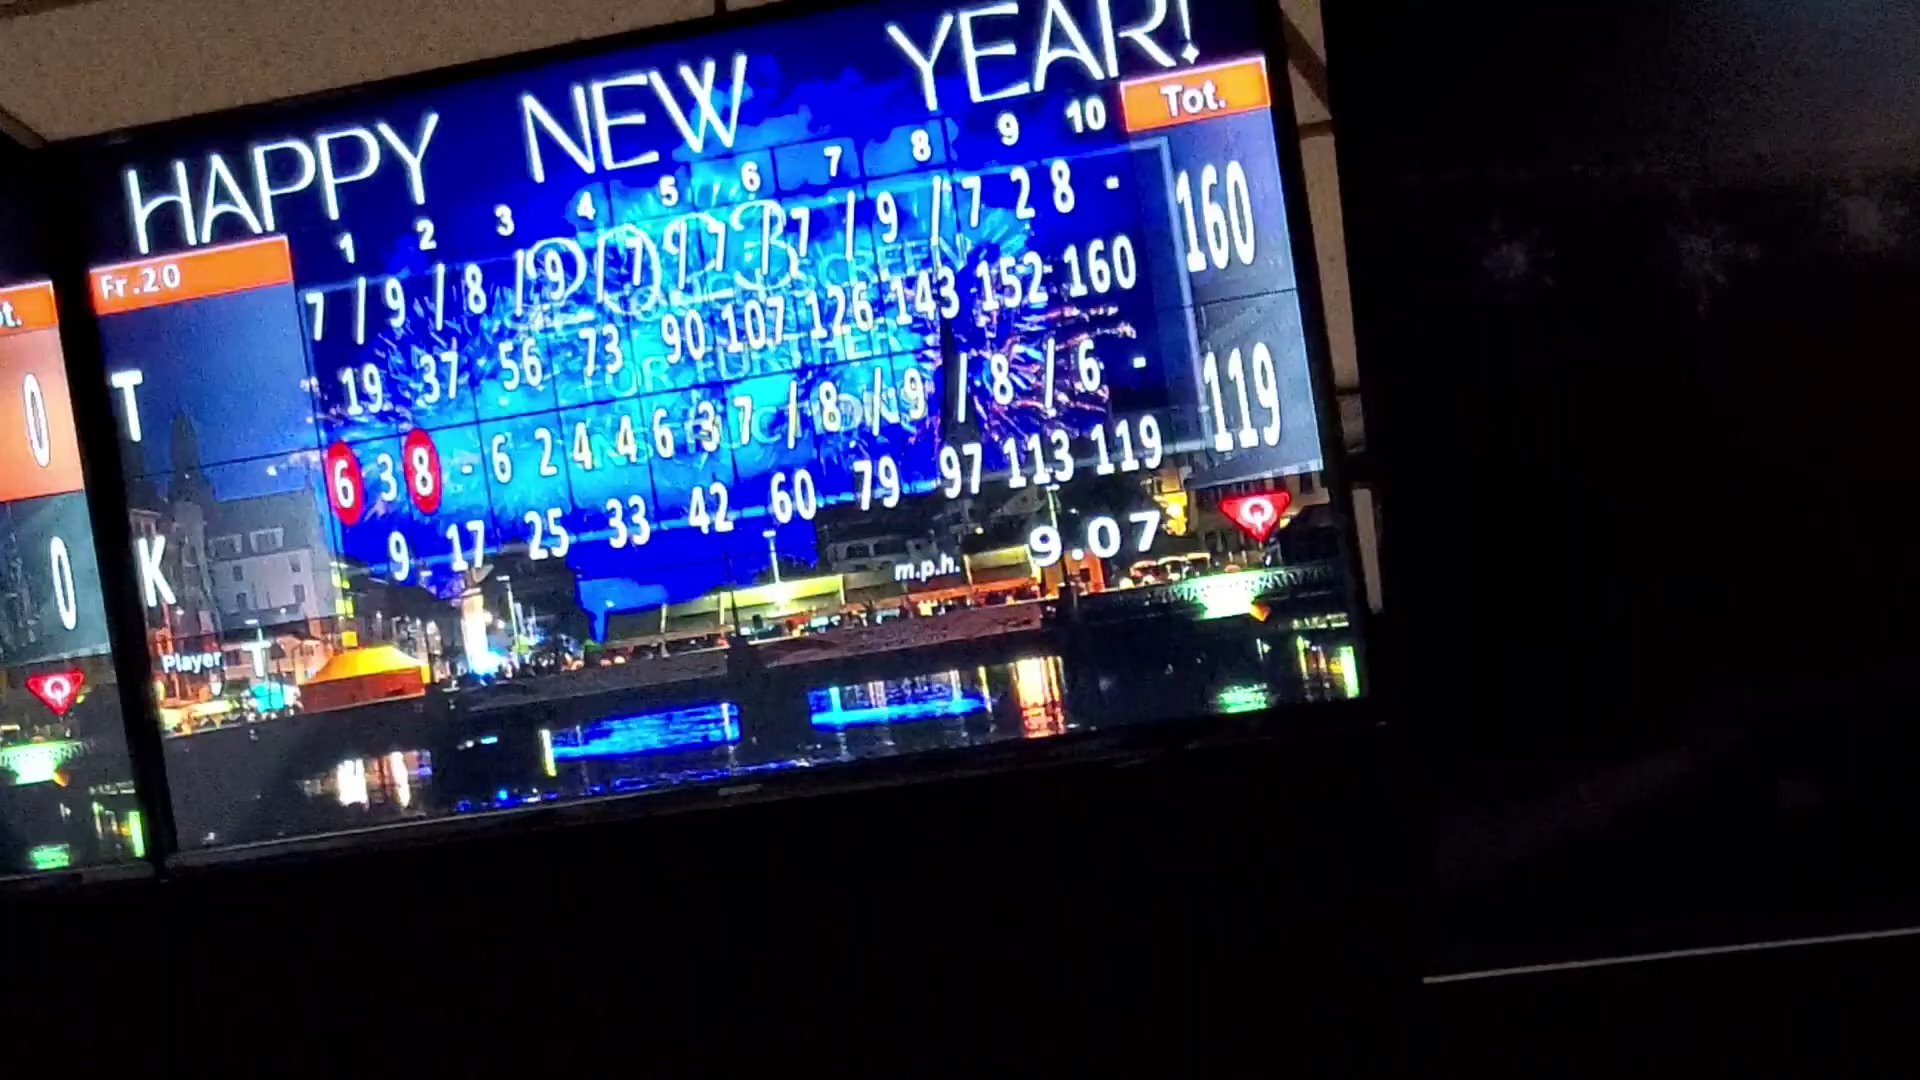 HAPPY NEW YEAR!
1 2 3 4 5 6 7 8 9 10 Tot.
Fr.20
7 / 9 / 8 / 9 / 7 / 7 / 7 / 9 / 7 2 8 -
T 19 37 56 73 90 107 126 143 152 160 160
6 3 8 - 6 2 4 4 6 3 7 / 8 / 9 / 8 / 6 -
K 9 17 25 33 42 60 79 97 113 119 119
m.p.h. 9.07
Player
t.
0
0